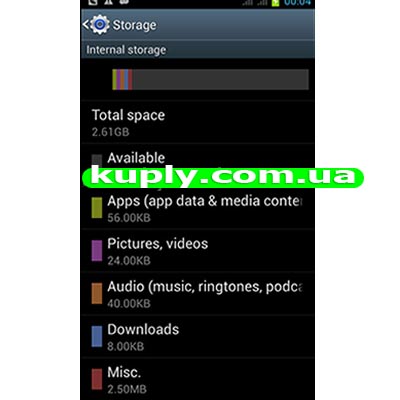 00:04
Storage
Internal storage
Total space
2.61GB
Available
kuply.com.ua
Apps (app data & media conte
56.00KB
Pictures, videos
24.00KB
Audio (music, ringtones, podca
40.00KB
Downloads
8.00KB
Misc.
2.50MB